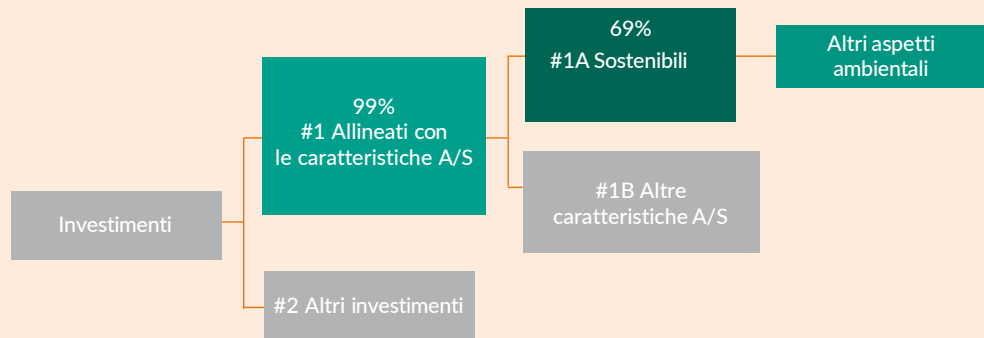 69%
#1A Sostenibili
Altri aspetti
ambientali
99%
#1 Allineati con
le caratteristiche A/S
#1B Altre
caratteristiche A/S
Investimenti
#2 Altri investimenti